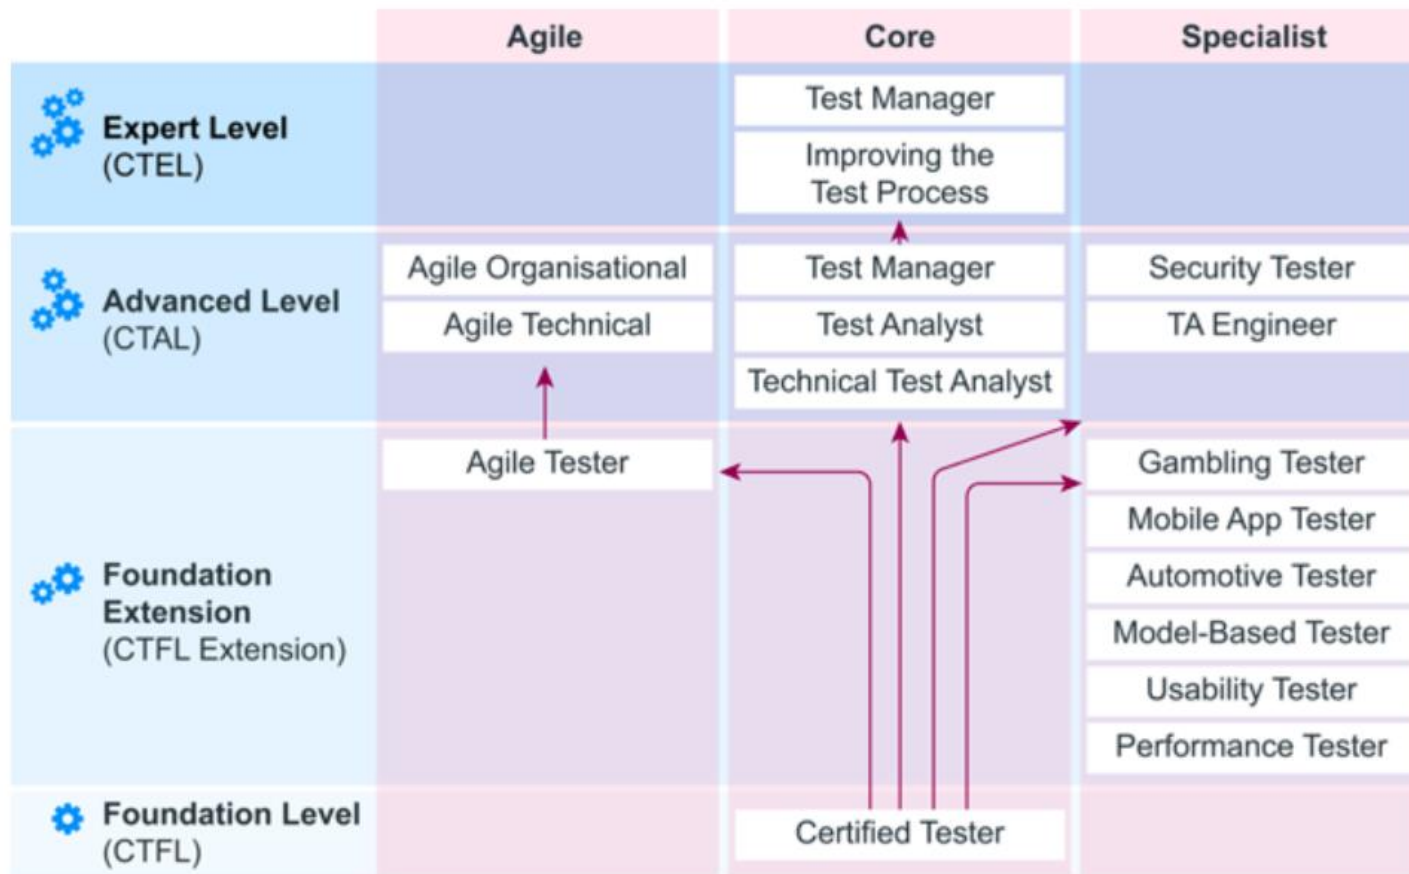 Agile
Core
Specialist
Expert Level
(CTEL)
Test Manager
Improving the
Test Process
Advanced Level
(CTAL)
Agile Organisational
Agile Technical
Test Manager
Test Analyst
Technical Test Analyst
Security Tester
TA Engineer
Foundation
Extension
(CTFL Extension)
Agile Tester
Gambling Tester
Mobile App Tester
Automotive Tester
Model-Based Tester
Usability Tester
Performance Tester
Foundation Level
(CTFL)
Certified Tester